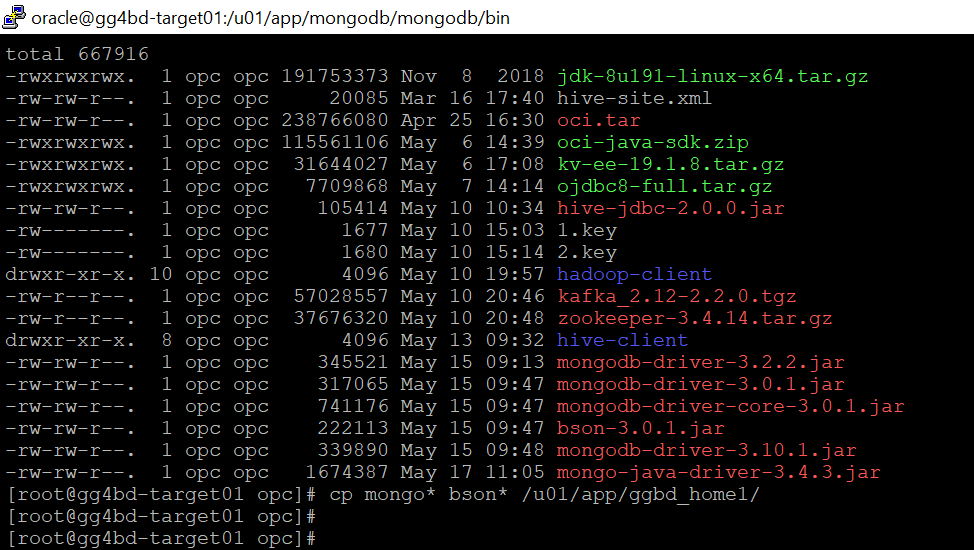 oracle@gg4bd-target01:/u01/app/mongodb/mongodb/bin
total 667916
-rwxrwxrwx.  1 opc opc 191753373 Nov  8  2018 jdk-8u191-linux-x64.tar.gz
-rw-rw-r--.  1 opc opc     20085 Mar 16 17:40 hive-site.xml
-rw-rw-r--.  1 opc opc 238766080 Apr 25 16:30 oci.tar
-rwxrwxrwx.  1 opc opc 115561106 May  6 14:39 oci-java-sdk.zip
-rwxrwxrwx.  1 opc opc  31644027 May  6 17:08 kv-ee-19.1.8.tar.gz
-rwxrwxrwx.  1 opc opc   7709868 May  7 14:14 ojdbc8-full.tar.gz
-rw-rw-r--.  1 opc opc    105414 May 10 10:34 hive-jdbc-2.0.0.jar
-rw-------.  1 opc opc      1677 May 10 15:03 1.key
-rw-------.  1 opc opc      1680 May 10 15:14 2.key
drwxr-xr-x. 10 opc opc      4096 May 10 19:57 hadoop-client
-rw-r--r--.  1 opc opc  57028557 May 10 20:46 kafka_2.12-2.2.0.tgz
-rw-r--r--.  1 opc opc  37676320 May 10 20:48 zookeeper-3.4.14.tar.gz
drwxr-xr-x.  8 opc opc      4096 May 13 09:32 hive-client
-rw-rw-r--.  1 opc opc    345521 May 15 09:13 mongodb-driver-3.2.2.jar
-rw-rw-r--.  1 opc opc    317065 May 15 09:47 mongodb-driver-3.0.1.jar
-rw-rw-r--.  1 opc opc    741176 May 15 09:47 mongodb-driver-core-3.0.1.jar
-rw-rw-r--.  1 opc opc    222113 May 15 09:47 bson-3.0.1.jar
-rw-rw-r--.  1 opc opc    339890 May 15 09:48 mongodb-driver-3.10.1.jar
-rw-rw-r--.  1 opc opc   1674387 May 17 11:05 mongo-java-driver-3.4.3.jar
[root@gg4bd-target01 opc]# cp mongo* bson* /u01/app/ggbd_home1/
[root@gg4bd-target01 opc]#
[root@gg4bd-target01 opc]#